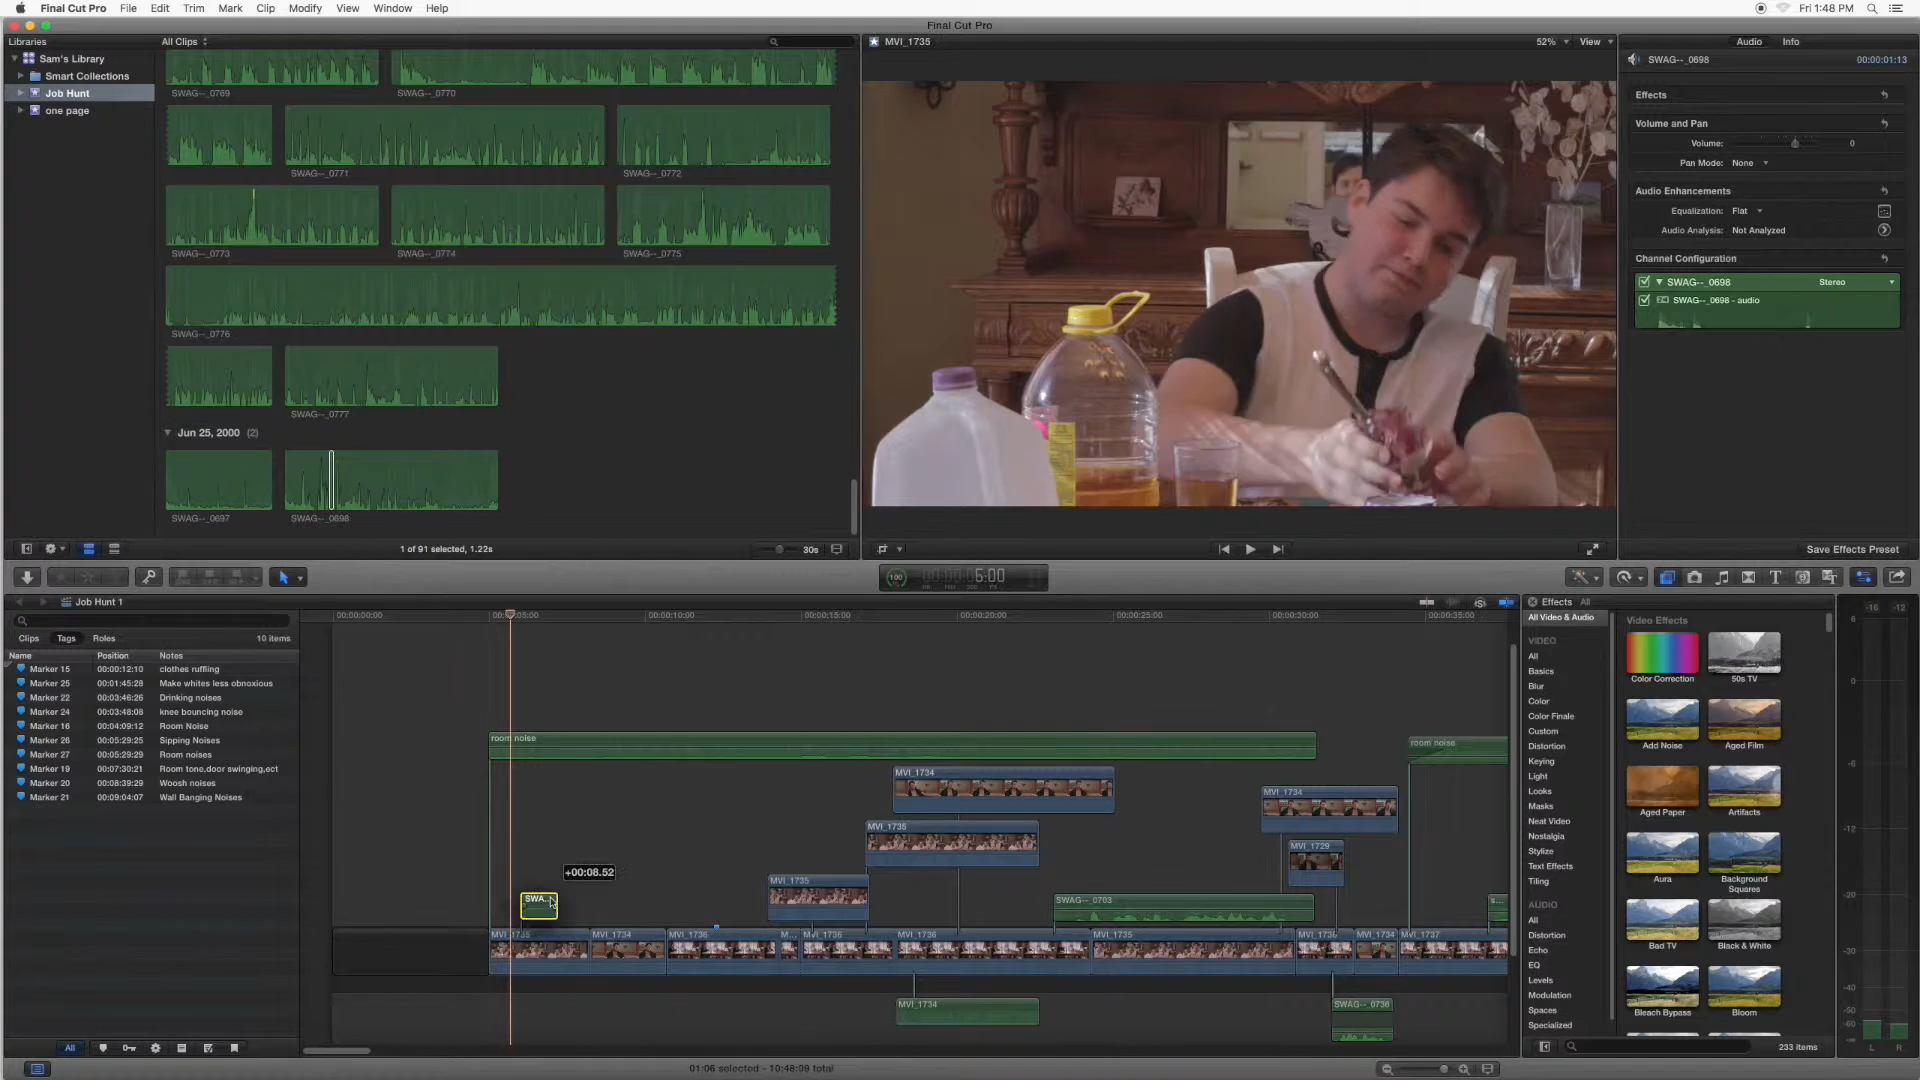 Final Cut Pro File Edit Trim Mark Clip Modify View Window Help
Fri 1:48 PM
Final Cut Pro
Libraries
All Clips
MVI_1735
52%
View
Audio Info
Sam's Library
Smart Collections
Job Hunt
one page
SWAG--_0769
SWAG--_0770
SWAG--_0771
SWAG--_0772
SWAG--_0773
SWAG--_0774
SWAG--_0775
SWAG--_0776
SWAG--_0777
Jun 25, 2000 (2)
SWAG--_0697
SWAG--_0698
SWAG--_0698
00:00:01:13
Effects
Volume and Pan
Volume: 0
Pan Mode: None
Audio Enhancements
Equalization: Flat
Audio Analysis: Not Analyzed
Channel Configuration
SWAG--_0698 Stereo
SWAG--_0698 - audio
1 of 91 selected, 1.22s
30s
Save Effects Preset
100
5:00
Job Hunt 1
Clips Tags Roles
10 items
Name Position Notes
Marker 15 00:00:12:10 clothes ruffling
Marker 25 00:01:45:28 Make whites less obnoxious
Marker 22 00:03:46:26 Drinking noises
Marker 24 00:03:48:08 knee bouncing noise
Marker 16 00:04:09:12 Room Noise
Marker 26 00:05:29:25 Sipping Noises
Marker 27 00:05:29:29 Room noises
Marker 19 00:07:30:21 Room tone,door swinging,ect
Marker 20 00:08:39:29 Woosh noises
Marker 21 00:09:04:07 Wall Banging Noises
All
00:00:00:00 00:00:05:00 00:00:10:00 00:00:15:00 00:00:20:00 00:00:25:00 00:00:30:00 00:00:35:00
room noise
room noise
MVI_1734
MVI_1734
MVI_1735
MVI_1729
+00:08.52
MVI_1735
SWA...
SWAG--_0703
s...
MVI_1735 MVI_1734 MVI_1736 M... MVI_1736 MVI_1736 MVI_1735 MVI_1736 MVI_1734 MVI_1737
MVI_1734
SWAG--_0736
01:06 selected - 10:48:09 total
Effects All
All Video & Audio
VIDEO
All
Basics
Blur
Color
Color Finale
Custom
Distortion
Keying
Light
Looks
Masks
Neat Video
Nostalgia
Stylize
Text Effects
Tiling
AUDIO
All
Distortion
Echo
EQ
Levels
Modulation
Spaces
Specialized
Video Effects
Color Correction
50s TV
Add Noise
Aged Film
Aged Paper
Artifacts
Aura
Background Squares
Bad TV
Black & White
Bleach Bypass
Bloom
233 items
-16 -12
6
0
-6
-12
-20
-30
-40
-50
-60
L R